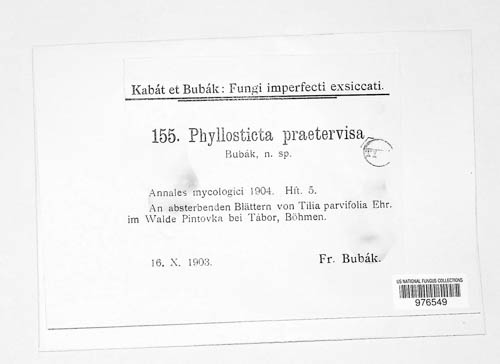 Kabát et Bubák: Fungi imperfecti exsiccati.
155. Phyllosticta praetervisa
Bubák, n. sp.
Annales mycologici 1904. Hft. 5.
An absterbenden Blättern von Tilia parvifolia Ehr.
im Walde Pintovka bei Tábor, Böhmen.
16. X. 1903. Fr. Bubák.
US NATIONAL FUNGUS COLLECTIONS
976549